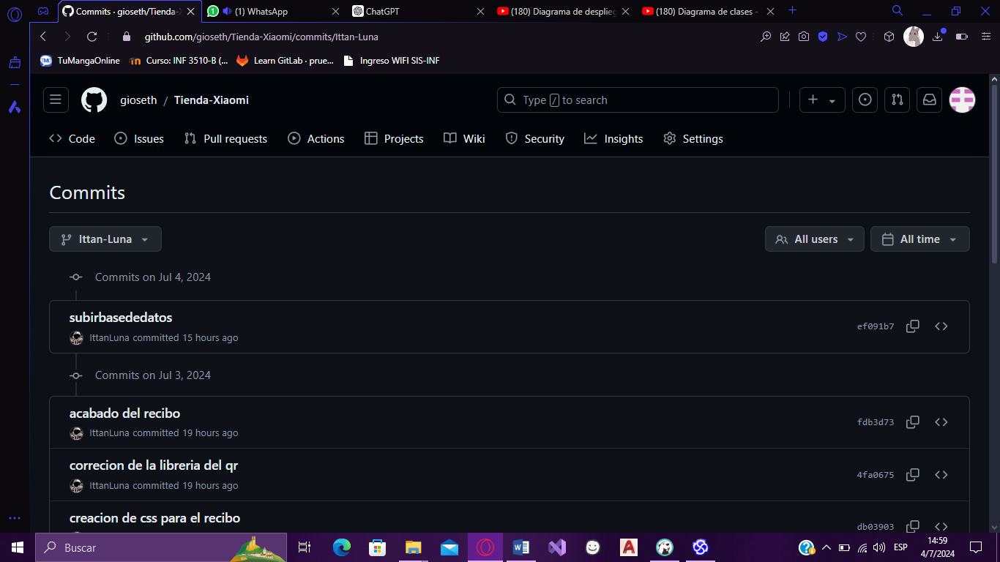 Commits · gioseth/Tienda-X
(1) WhatsApp
ChatGPT
(180) Diagrama de desplieg
(180) Diagrama de clases -
github.com/gioseth/Tienda-Xiaomi/commits/Ittan-Luna
TMO TuMangaOnline
Curso: INF 3510-B (...
Learn GitLab · prue...
Ingreso WIFI SIS-INF
gioseth / Tienda-Xiaomi
Type / to search
Code
Issues
Pull requests
Actions
Projects
Wiki
Security
Insights
Settings
Commits
Ittan-Luna
All users
All time
Commits on Jul 4, 2024
subirbasededatos
IttanLuna committed 15 hours ago
ef091b7
Commits on Jul 3, 2024
acabado del recibo
IttanLuna committed 19 hours ago
fdb3d73
correcion de la libreria del qr
IttanLuna committed 19 hours ago
4fa0675
creacion de css para el recibo
db03903
Buscar
ESP
14:59
4/7/2024